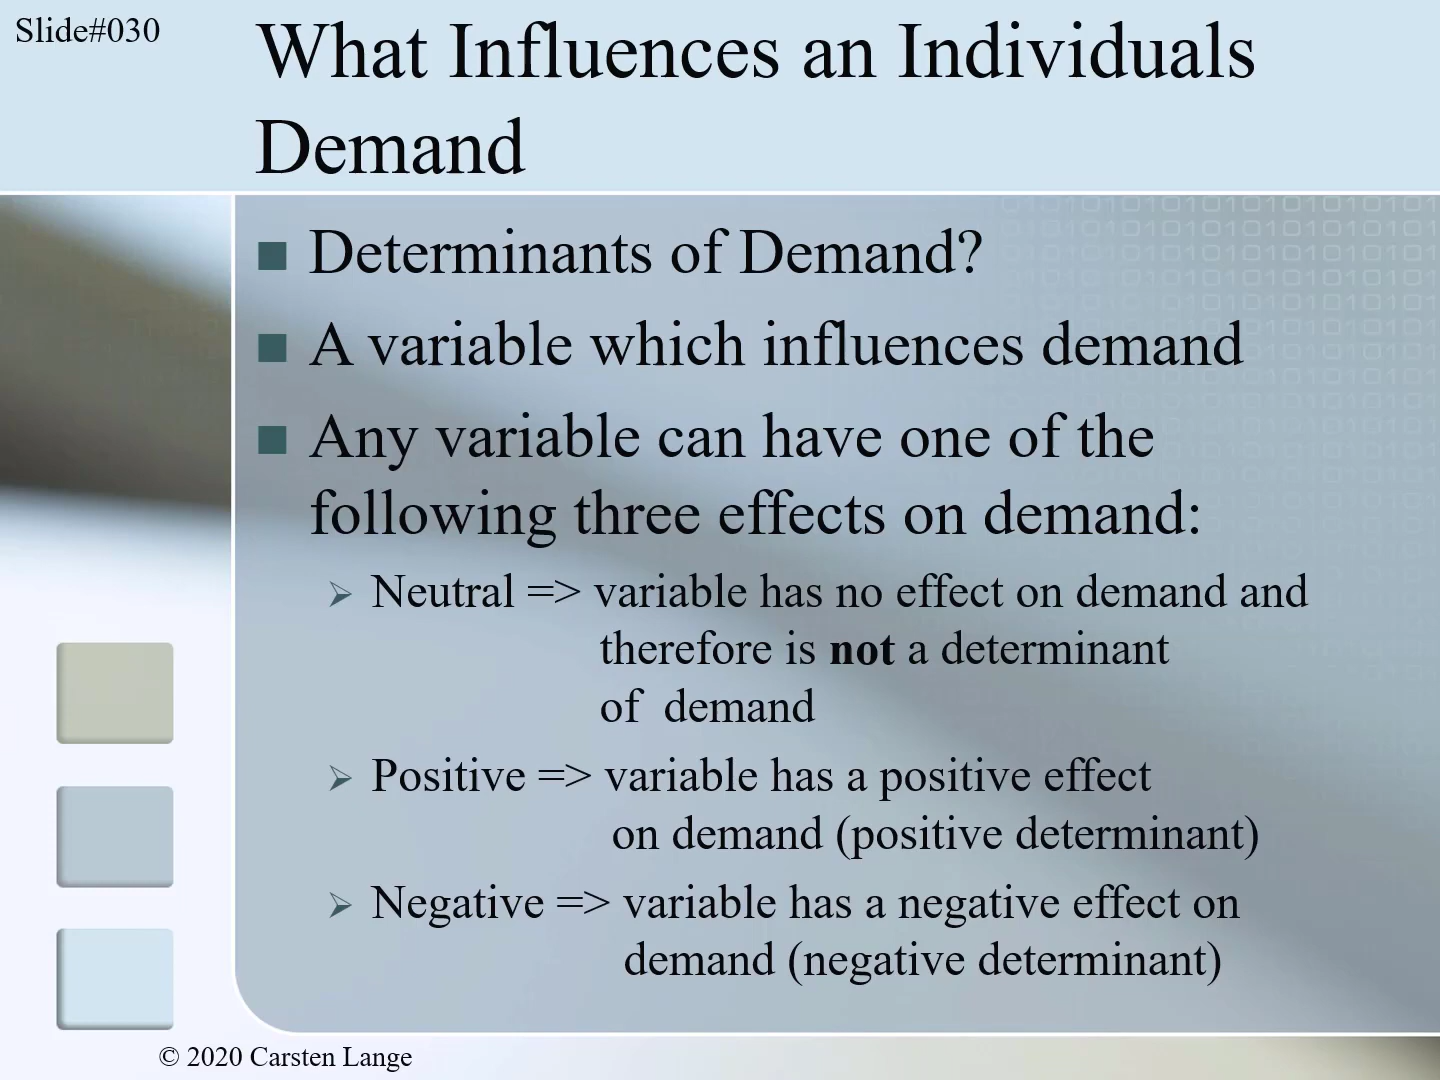 Slide#030
What Influences an Individuals
Demand
Determinants of Demand?
A variable which influences demand
Any variable can have one of the
following three effects on demand:
Neutral => variable has no effect on demand and
therefore is not a determinant
of demand
Positive => variable has a positive effect
on demand (positive determinant)
Negative => variable has a negative effect on
demand (negative determinant)
© 2020 Carsten Lange